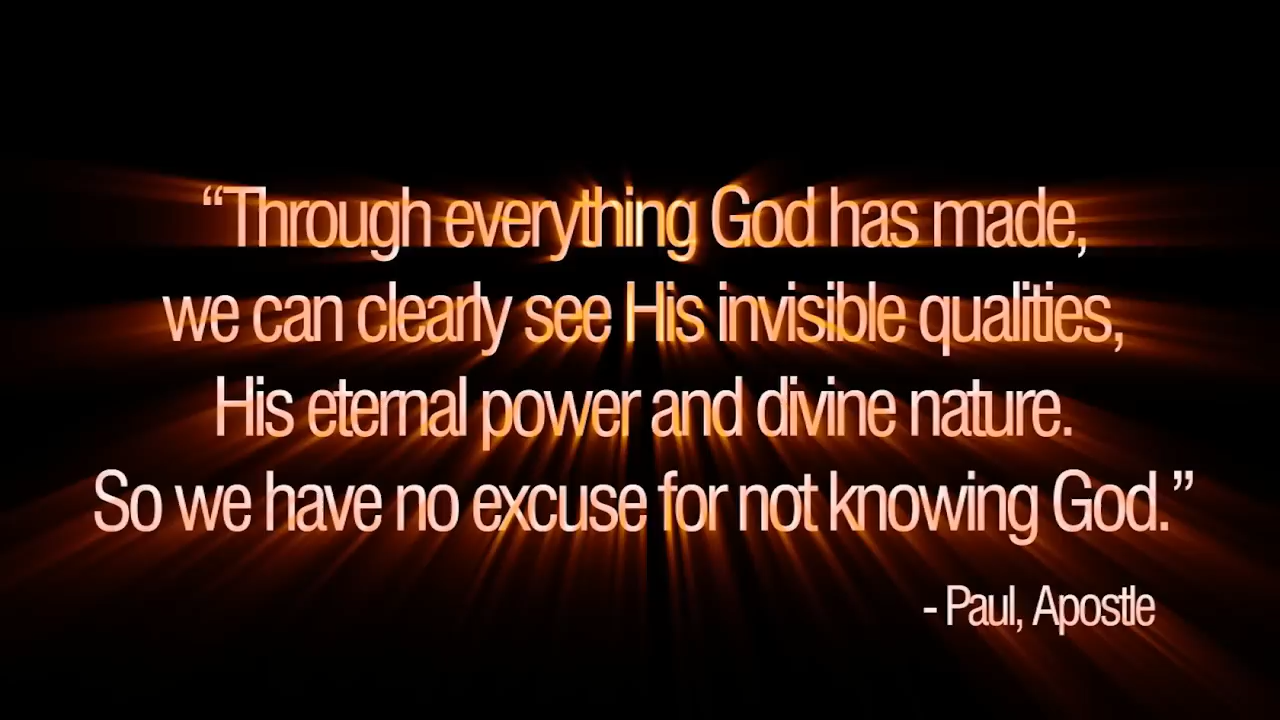 “Through everything God has made,
we can clearly see His invisible qualities,
His eternal power and divine nature.
So we have no excuse for not knowing God.”
- Paul, Apostle